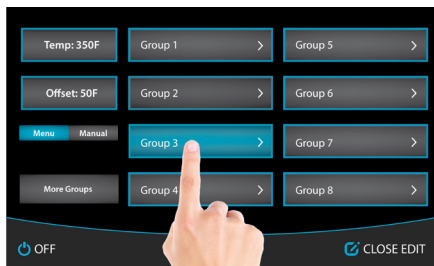 Temp: 350F
Group 1
Group 5
Offset: 50F
Group 2
Group 6
Menu Manual
Group 3
Group 7
More Groups
Group 4
Group 8
OFF
CLOSE EDIT